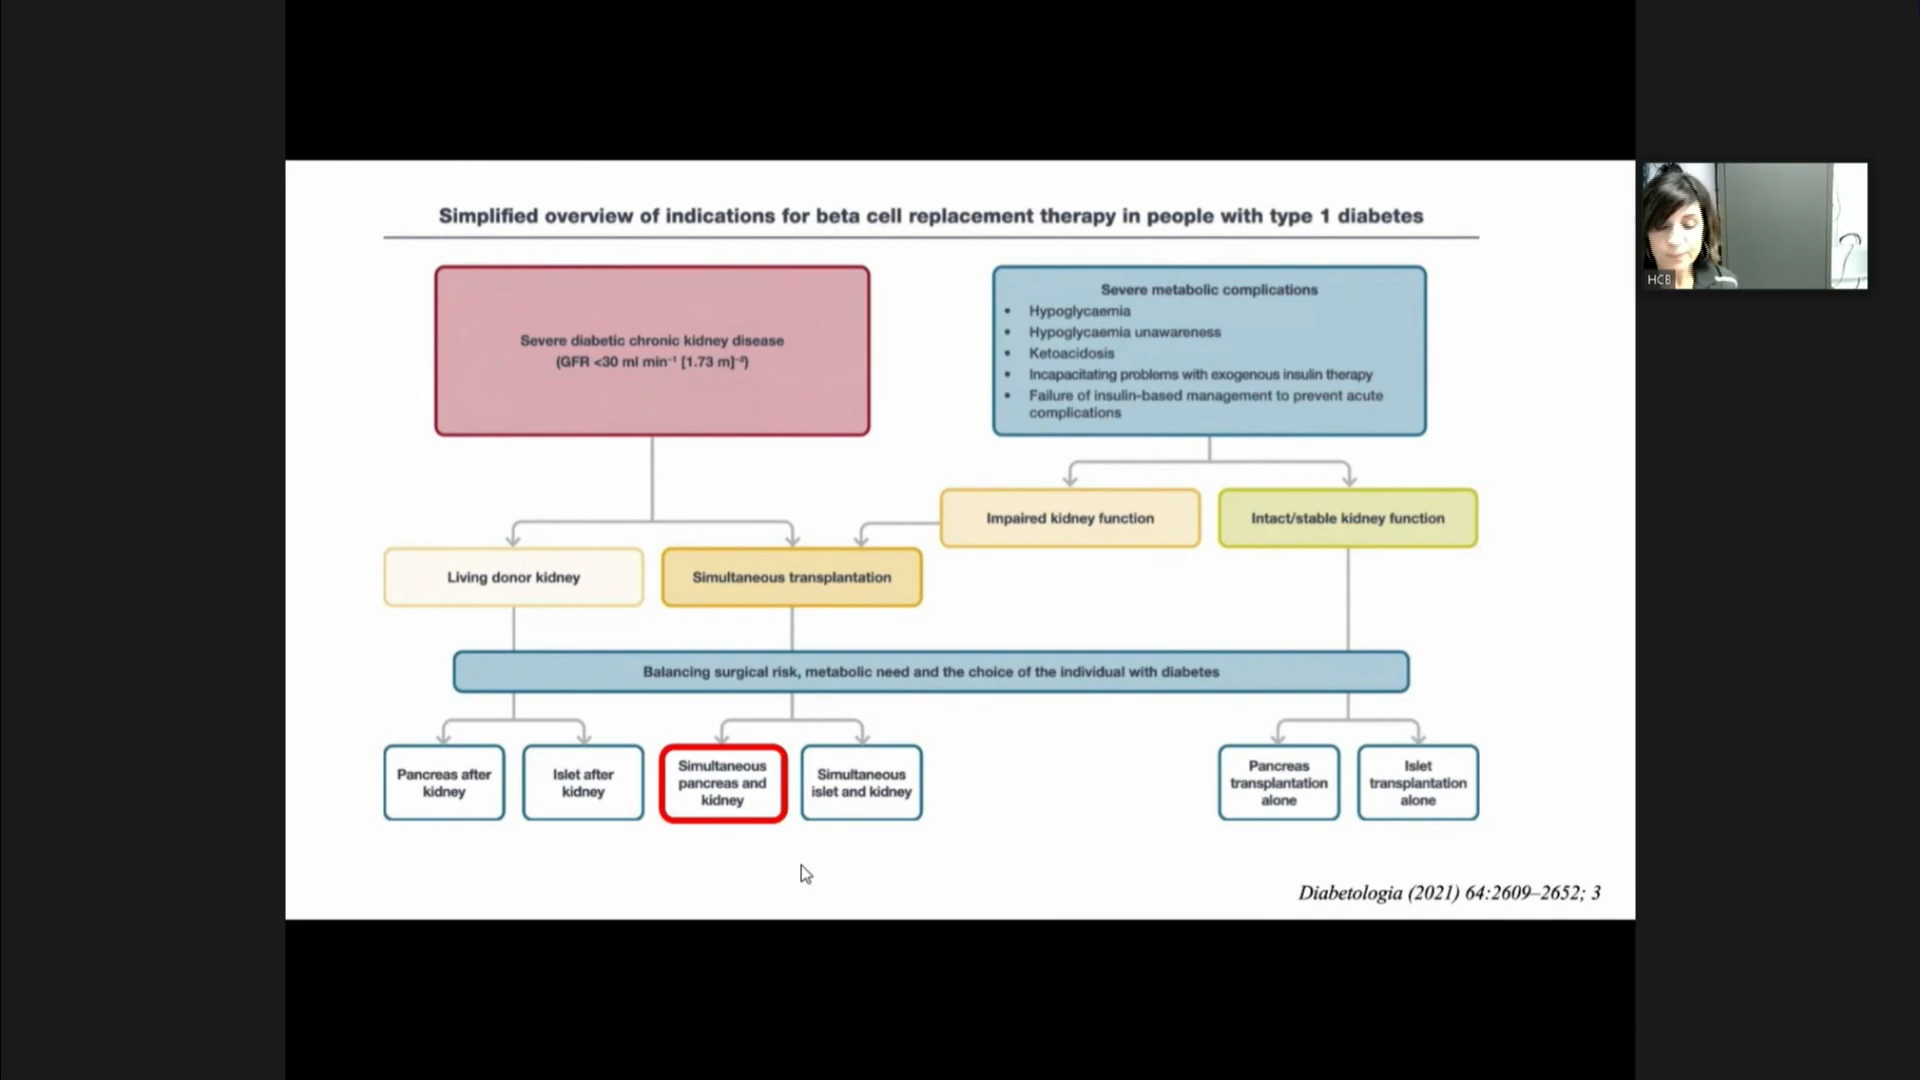 Simplified overview of indications for beta cell replacement therapy in people with type 1 diabetes
Severe diabetic chronic kidney disease
(GFR <30 ml min⁻¹ [1.73 m]⁻²)
Severe metabolic complications
• Hypoglycaemia
• Hypoglycaemia unawareness
• Ketoacidosis
• Incapacitating problems with exogenous insulin therapy
• Failure of insulin-based management to prevent acute
complications
HCB
Impaired kidney function
Intact/stable kidney function
Living donor kidney
Simultaneous transplantation
Balancing surgical risk, metabolic need and the choice of the individual with diabetes
Pancreas after
kidney
Islet after
kidney
Simultaneous
pancreas and
kidney
Simultaneous
islet and kidney
Pancreas
transplantation
alone
Islet
transplantation
alone
Diabetologia (2021) 64:2609–2652; 3